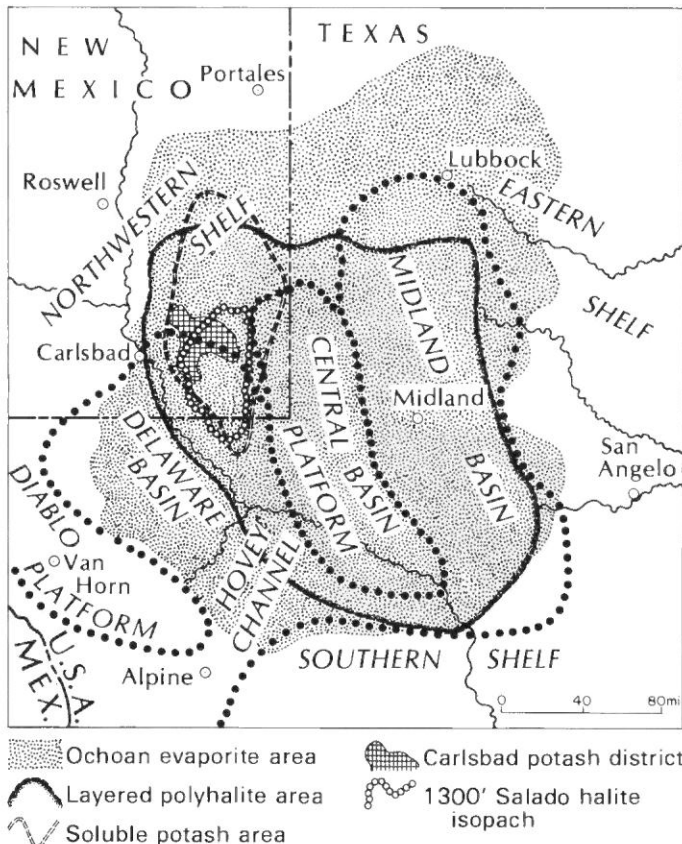 NEW MEXICO
TEXAS
Portales
Roswell
Lubbock
NORTHWESTERN SHELF
EASTERN SHELF
MIDLAND BASIN
Carlsbad
CENTRAL BASIN PLATFORM
Midland
DELAWARE BASIN
San Angelo
DIABLO PLATFORM
Van Horn
HOVEY CHANNEL
Alpine
SOUTHERN SHELF
U.S.A.
MEX.
0 40 80mi
Ochoan evaporite area
Layered polyhalite area
Soluble potash area
Carlsbad potash district
1300' Salado halite
isopach